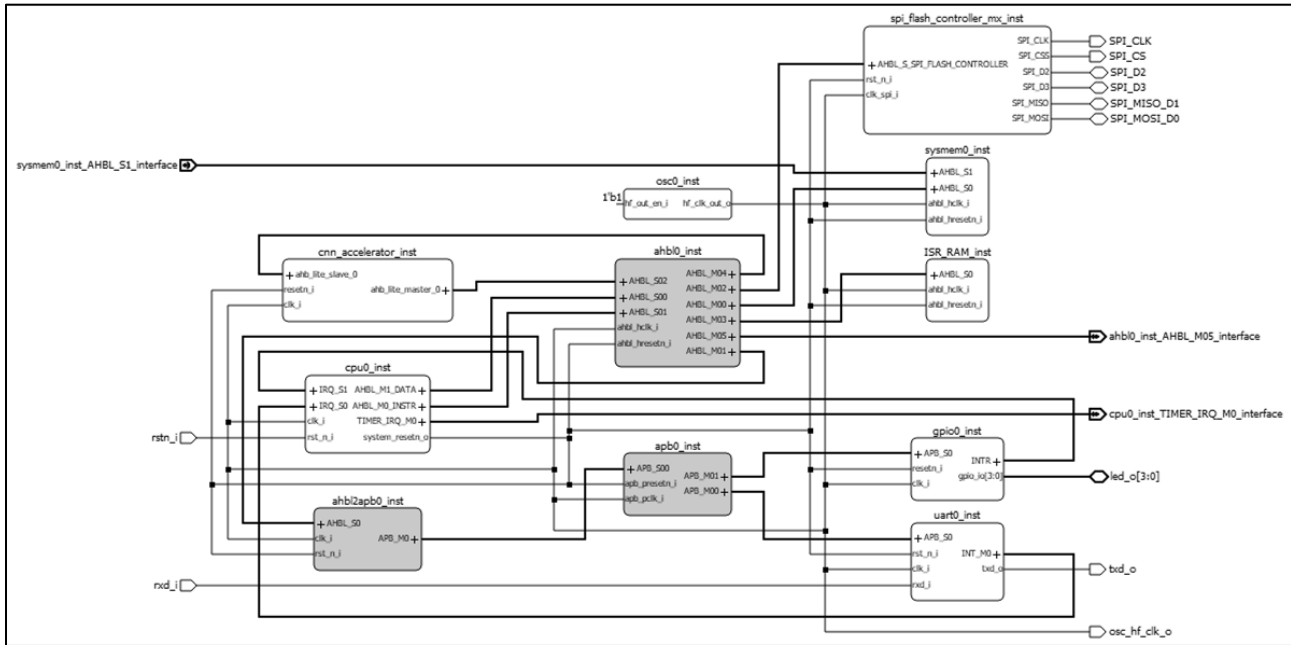 spi_flash_controller_mx_inst
SPI_CLK
SPI_CSS
SPI_D2
SPI_D3
SPI_MISO
SPI_MOSI
AHBL_S_SPI_FLASH_CONTROLLER
rst_n_i
clk_spi_i
SPI_CLK
SPI_CS
SPI_D2
SPI_D3
SPI_MISO_D1
SPI_MOSI_D0
sysmem0_inst_AHBL_S1_interface
sysmem0_inst
AHBL_S1
AHBL_S0
ahbl_hclk_i
ahbl_hresetn_i
osc0_inst
1'b1
hf_out_en_i hf_clk_out_o
cnn_accelerator_inst
ahb_lite_slave_0
resetn_i
clk_i
ahb_lite_master_0
ahbl0_inst
AHBL_S02
AHBL_S00
AHBL_S01
ahbl_hclk_i
ahbl_hresetn_i
AHBL_M04
AHBL_M02
AHBL_M00
AHBL_M03
AHBL_M05
AHBL_M01
ISR_RAM_inst
AHBL_S0
ahbl_hclk_i
ahbl_hresetn_i
ahbl0_inst_AHBL_M05_interface
cpu0_inst
IRQ_S1 AHBL_M1_DATA
IRQ_S0 AHBL_M0_INSTR
clk_i TIMER_IRQ_M0
rst_n_i system_resetn_o
rstn_i
cpu0_inst_TIMER_IRQ_M0_interface
apb0_inst
APB_S00
apb_presetn_i
apb_pclk_i
APB_M01
APB_M00
gpio0_inst
APB_S0
resetn_i
clk_i
INTR
gpio_io[3:0]
led_o[3:0]
ahbl2apb0_inst
AHBL_S0
clk_i
rst_n_i
APB_M0
uart0_inst
APB_S0
rst_n_i
clk_i
rxd_i
INT_M0
txd_o
rxd_i
txd_o
osc_hf_clk_o